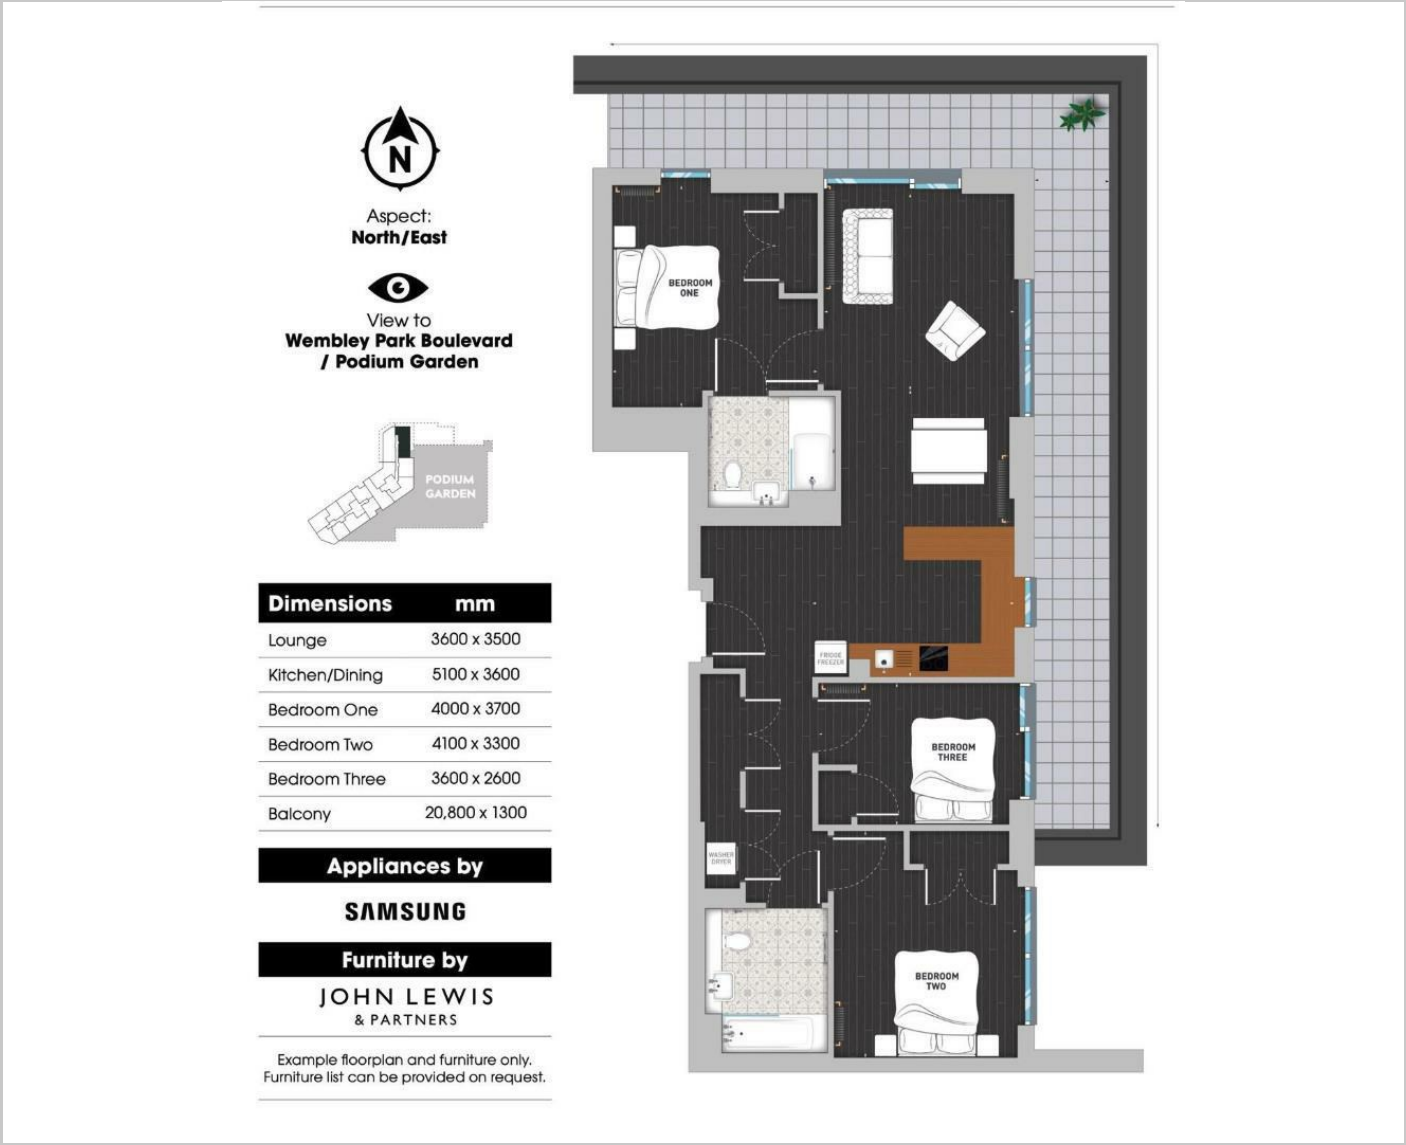 N
Aspect:
North/East
View to
Wembley Park Boulevard
/ Podium Garden
PODIUM
GARDEN
Dimensions mm
Lounge 3600 x 3500
Kitchen/Dining 5100 x 3600
Bedroom One 4000 x 3700
Bedroom Two 4100 x 3300
Bedroom Three 3600 x 2600
Balcony 20,800 x 1300
Appliances by
SAMSUNG
Furniture by
JOHN LEWIS
& PARTNERS
Example floorplan and furniture only.
Furniture list can be provided on request.
BEDROOM
ONE
FRIDGE
FREEZER
BEDROOM
THREE
WASHER
DRYER
BEDROOM
TWO